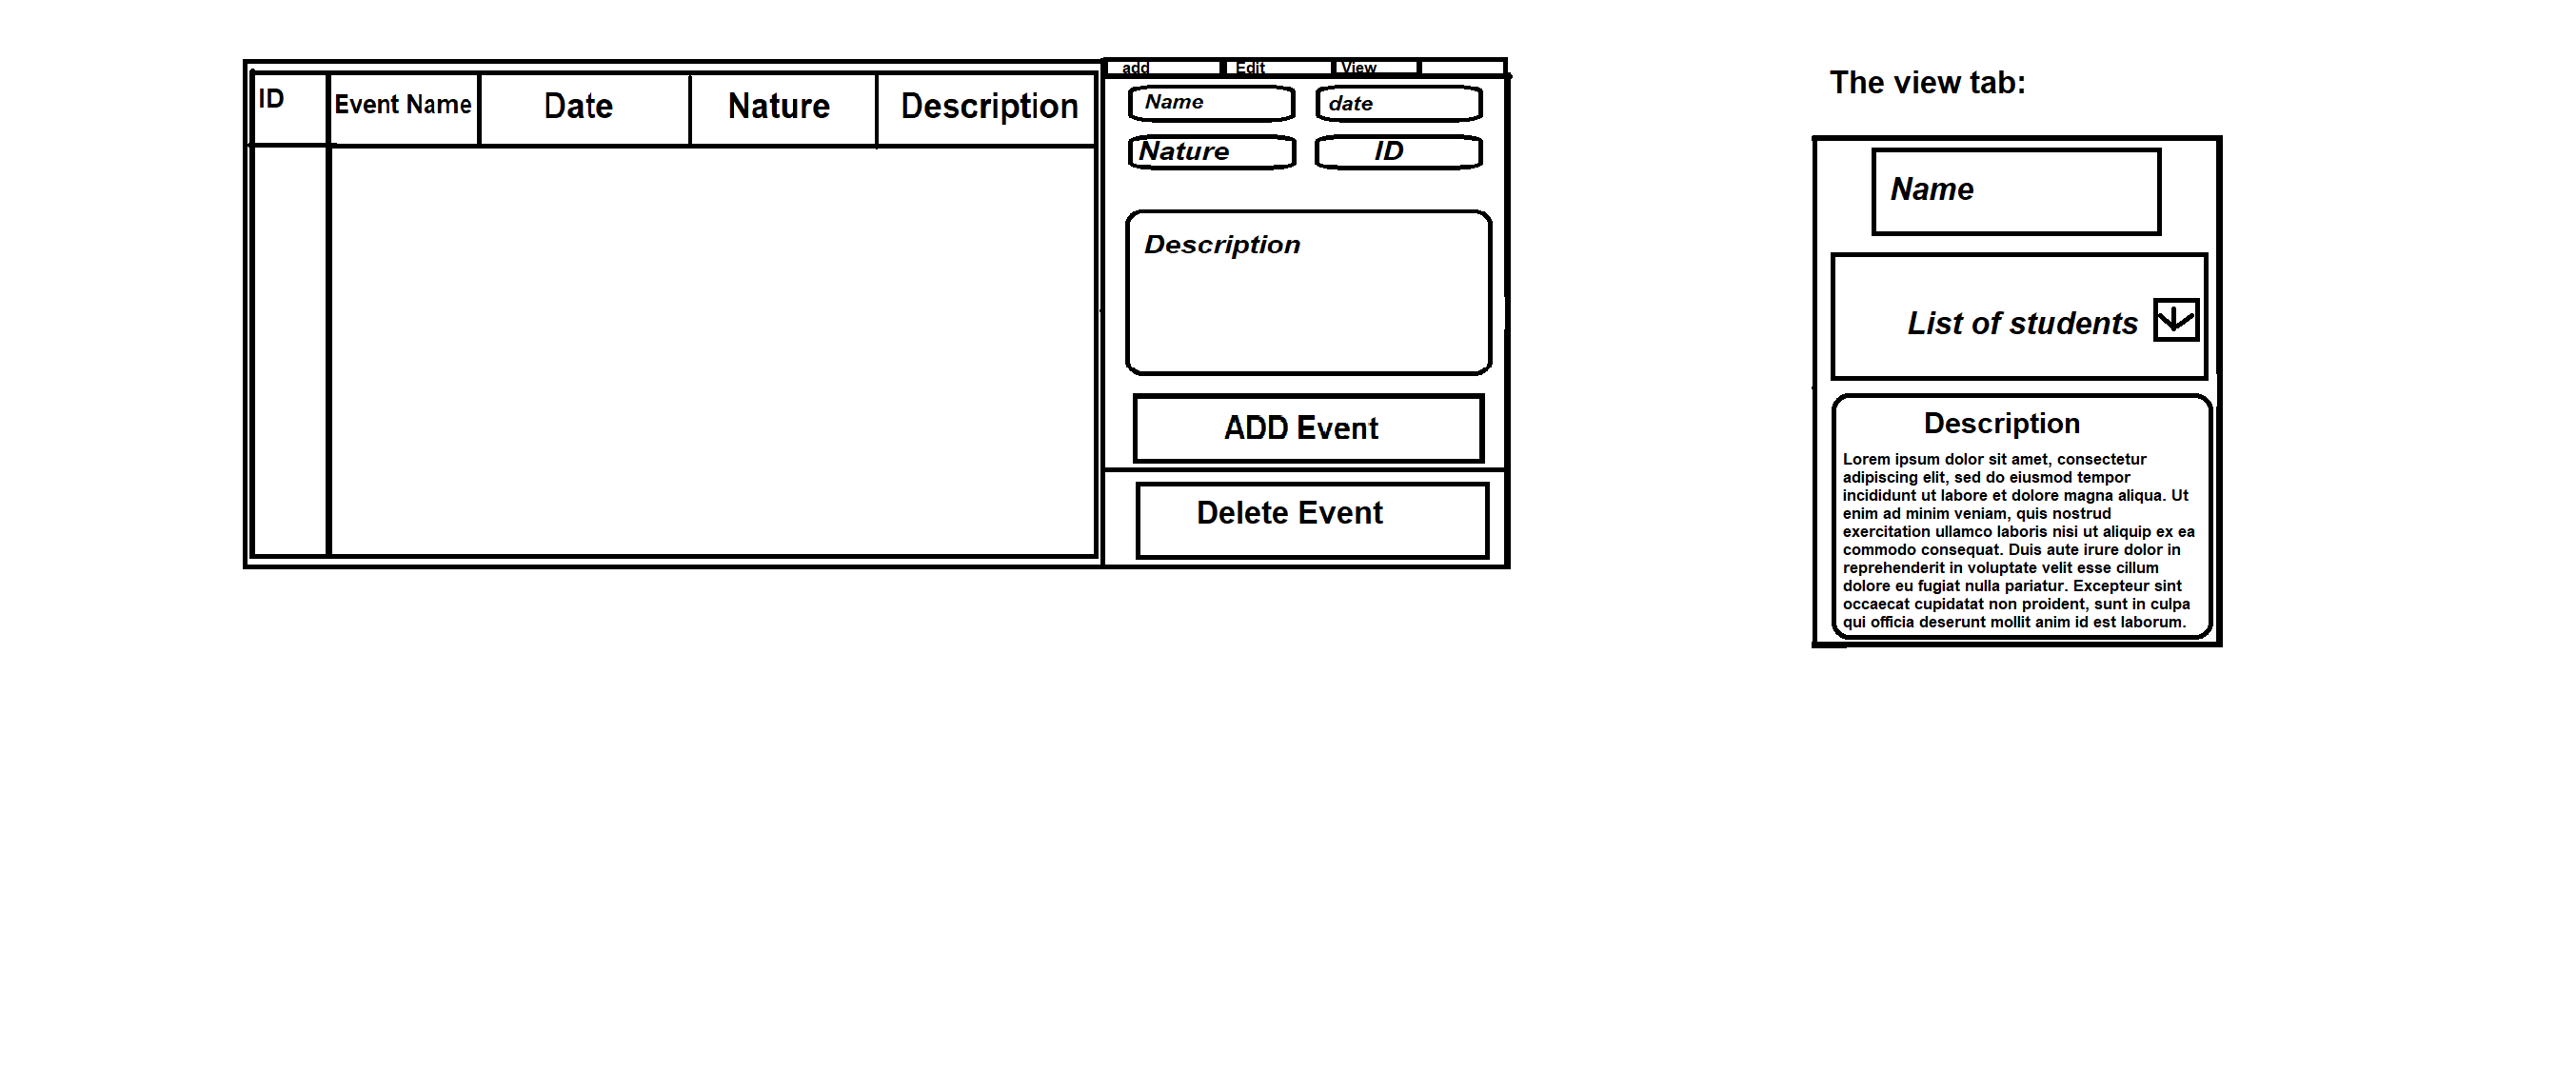 ID
Event Name
Date
Nature
Description
add
Edit
View
Name
date
Nature
ID
Description
ADD Event
Delete Event
The view tab:
Name
List of students
Description
Lorem ipsum dolor sit amet, consectetur
adipiscing elit, sed do eiusmod tempor
incididunt ut labore et dolore magna aliqua. Ut
enim ad minim veniam, quis nostrud
exercitation ullamco laboris nisi ut aliquip ex ea
commodo consequat. Duis aute irure dolor in
reprehenderit in voluptate velit esse cillum
dolore eu fugiat nulla pariatur. Excepteur sint
occaecat cupidatat non proident, sunt in culpa
qui officia deserunt mollit anim id est laborum.